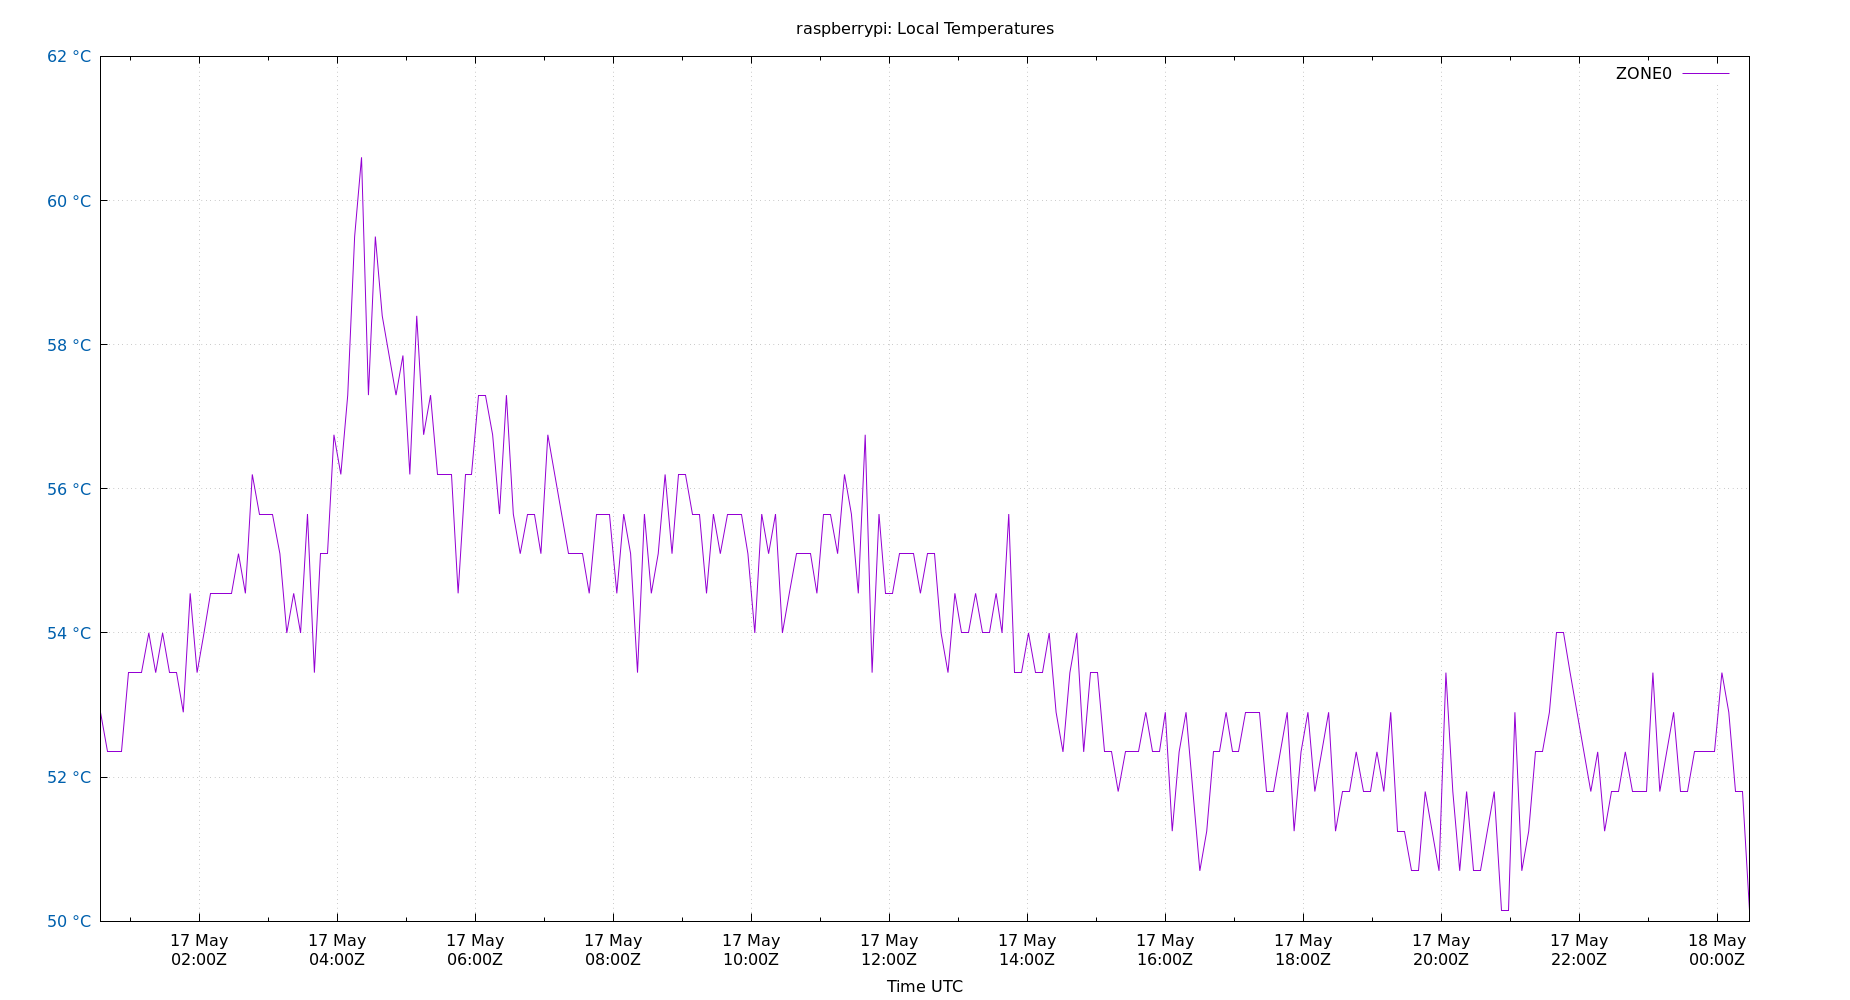 raspberrypi: Local Temperatures
ZONE0
62 °C
60 °C
58 °C
56 °C
54 °C
52 °C
50 °C
17 May 17 May 17 May 17 May 17 May 17 May 17 May 17 May 17 May 17 May 17 May 18 May
02:00Z 04:00Z 06:00Z 08:00Z 10:00Z 12:00Z 14:00Z 16:00Z 18:00Z 20:00Z 22:00Z 00:00Z
Time UTC